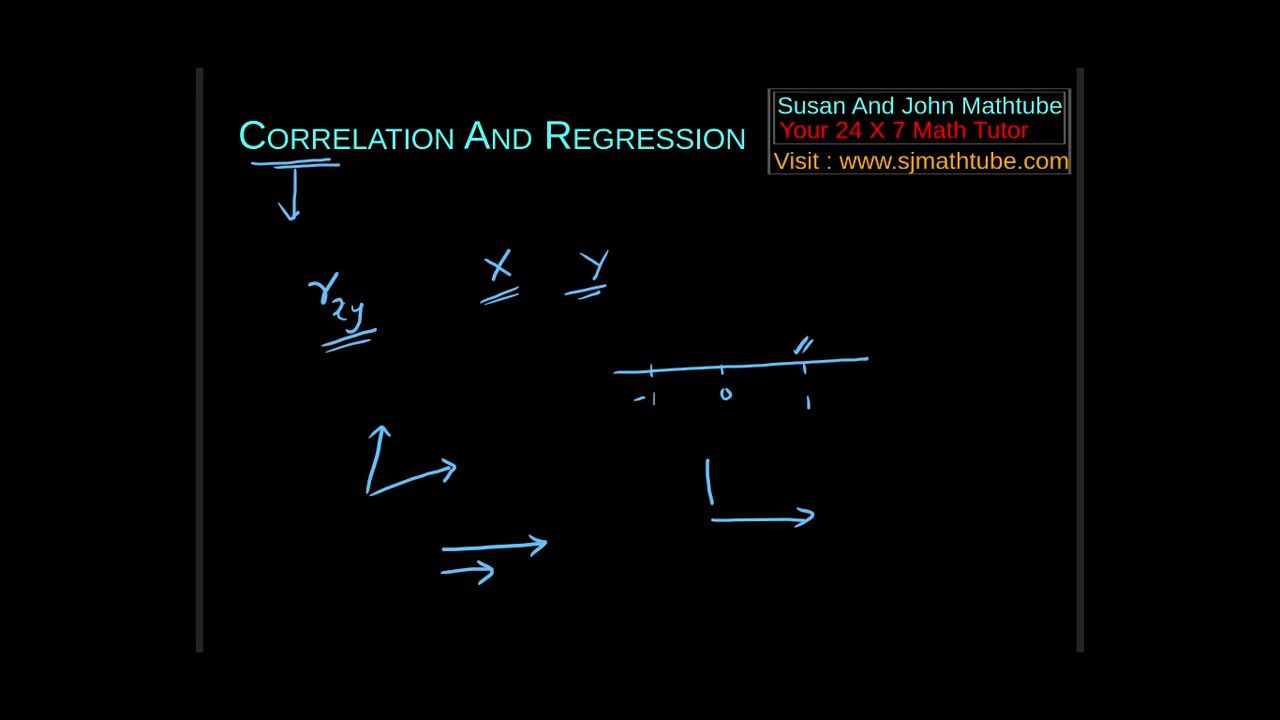 CORRELATION AND REGRESSION
Susan And John Mathtube
Your 24 X 7 Math Tutor
Visit : www.sjmathtube.com
X Y
rxy
-1 0 1